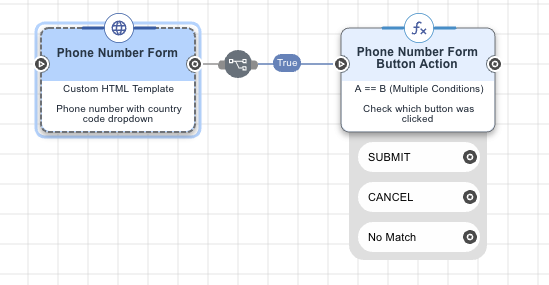 Phone Number Form
Custom HTML Template
Phone number with country
code dropdown
True
fx
Phone Number Form
Button Action
A == B (Multiple Conditions)
Check which button was
clicked
SUBMIT
CANCEL
No Match